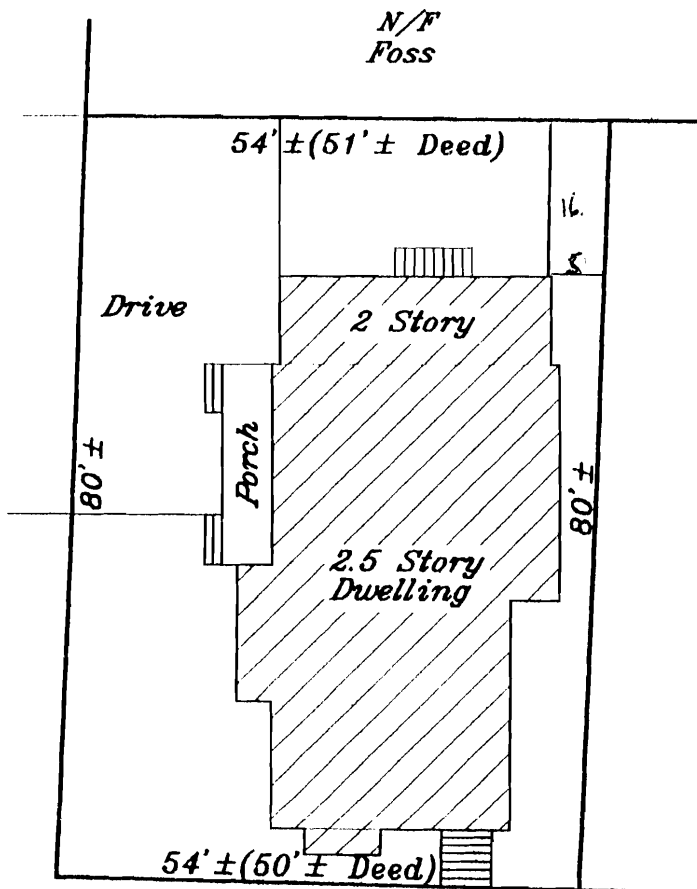 N/F
Foss
54'±(51'± Deed)
16.
5
Drive
2 Story
Porch
80'±
80'±
2.5 Story
Dwelling
54'±(50'± Deed)